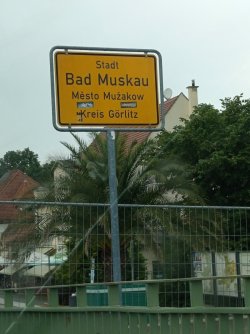 Stadt
Bad Muskau
Město Mužakow
Kreis Görlitz